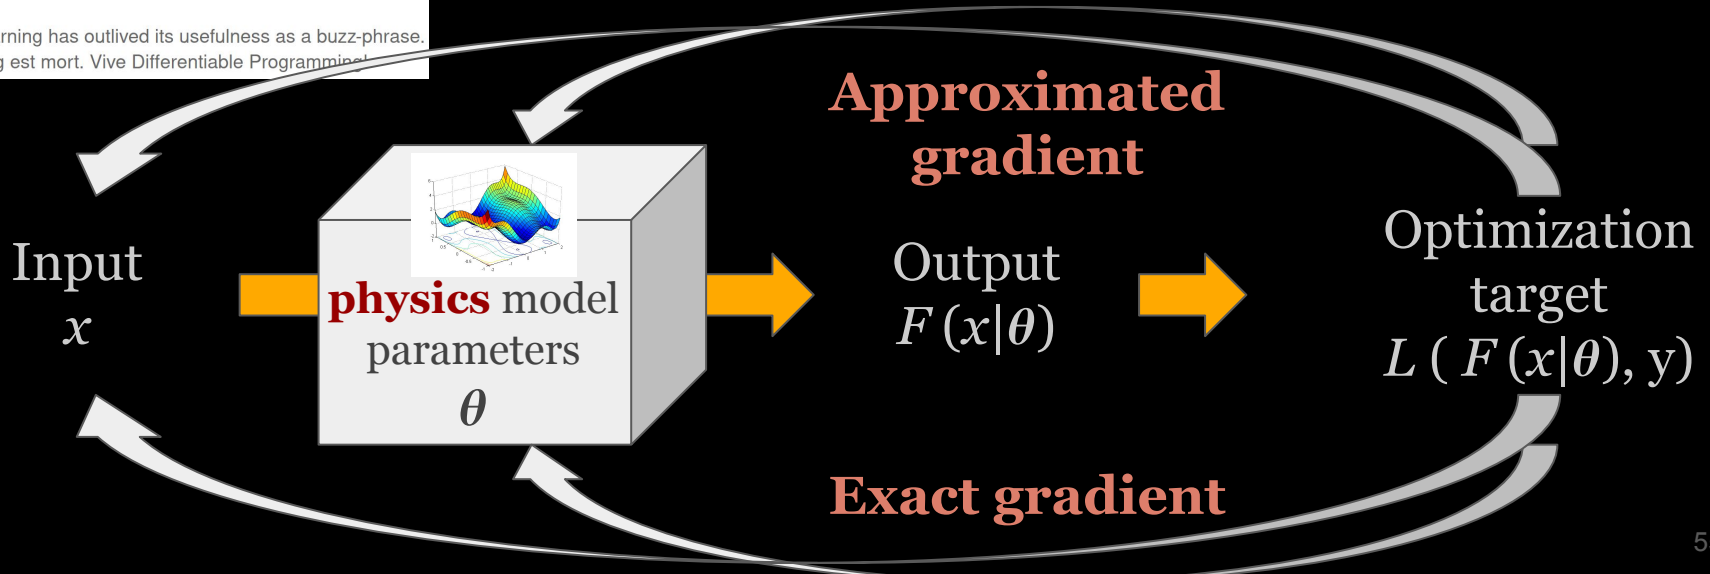 rning has outlived its usefulness as a buzz-phrase.
g est mort. Vive Differentiable Programming!
Approximated
gradient
Input
x
physics model
parameters
θ
Output
F (x|θ)
Optimization
target
L ( F (x|θ), y)
Exact gradient